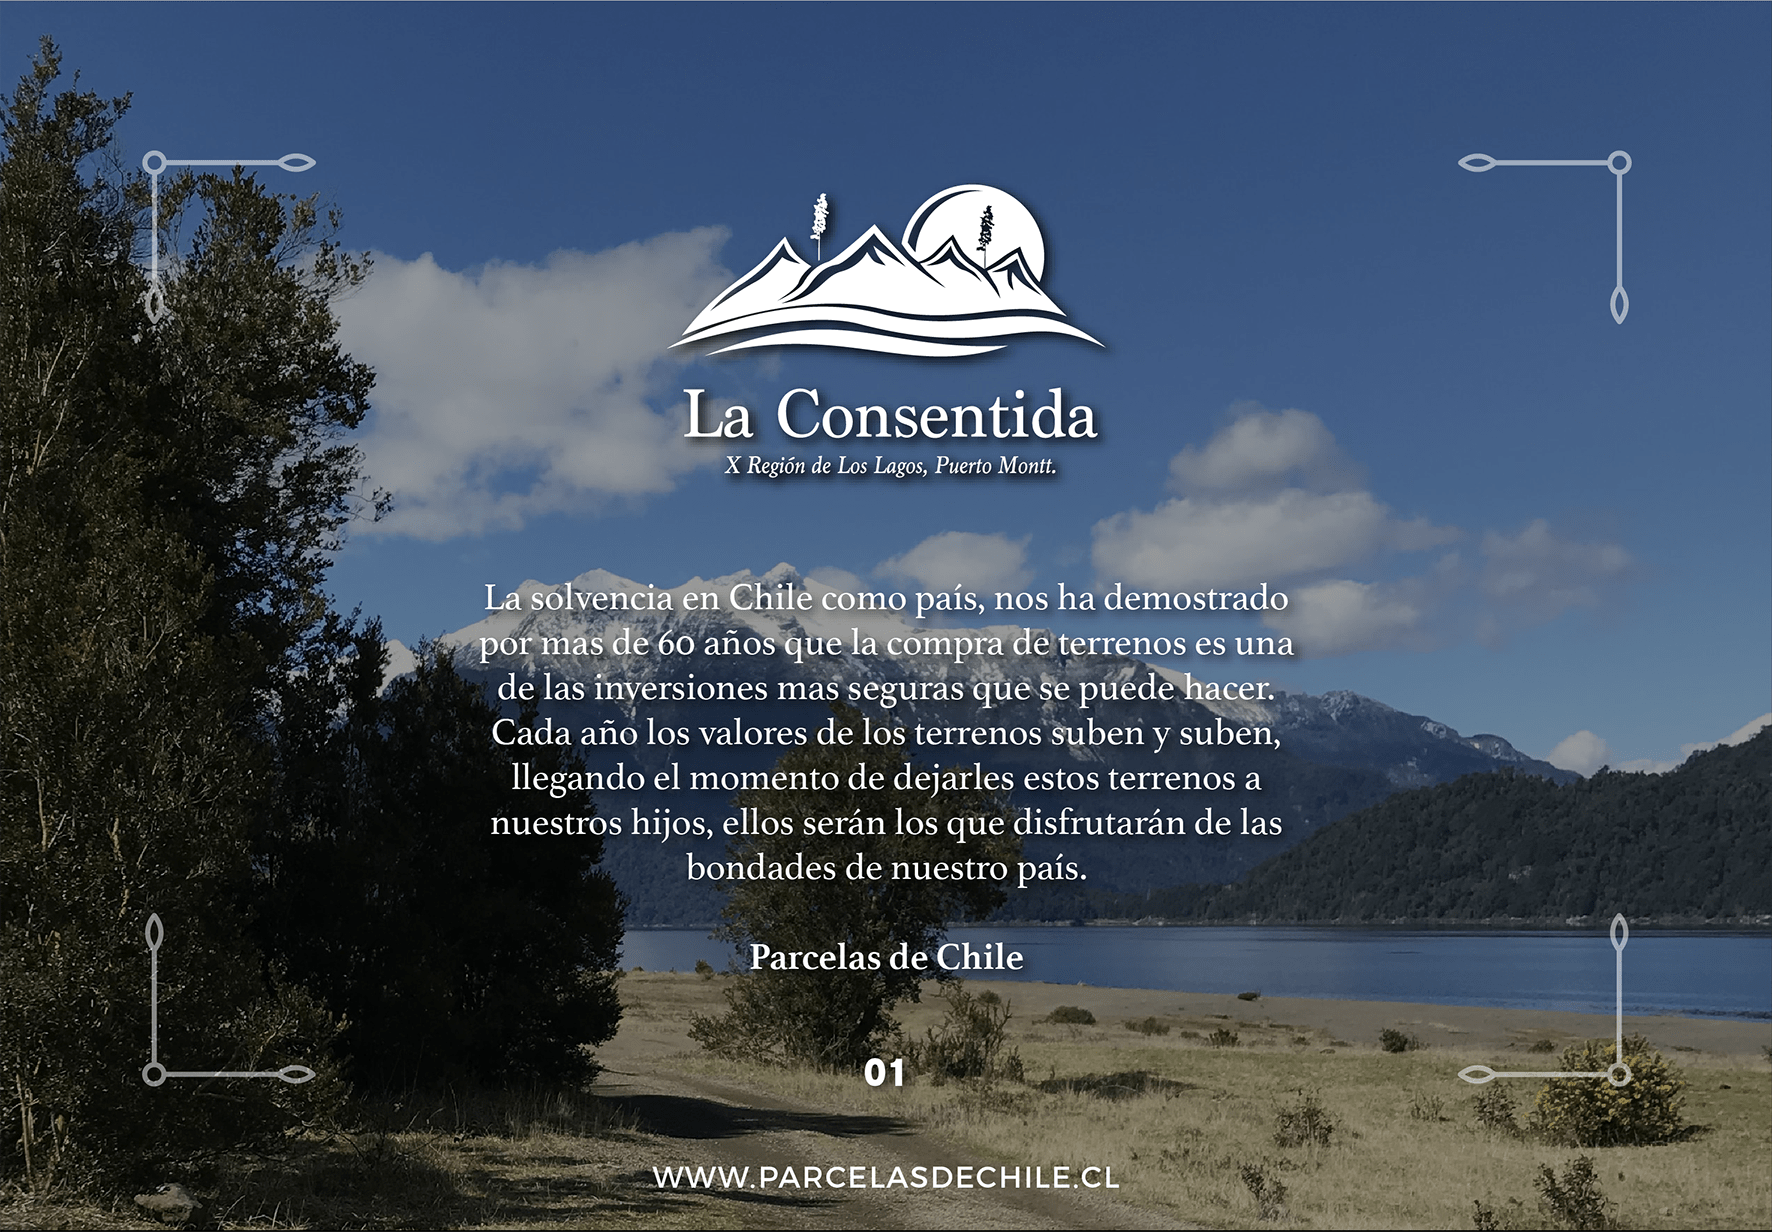 La Consentida
X Región de Los Lagos, Puerto Montt.
La solvencia en Chile como país, nos ha demostrado
por mas de 60 años que la compra de terrenos es una
de las inversiones mas seguras que se puede hacer.
Cada año los valores de los terrenos suben y suben,
llegando el momento de dejarles estos terrenos a
nuestros hijos, ellos serán los que disfrutarán de las
bondades de nuestro país.
Parcelas de Chile
01
WWW.PARCELASDECHILE.CL